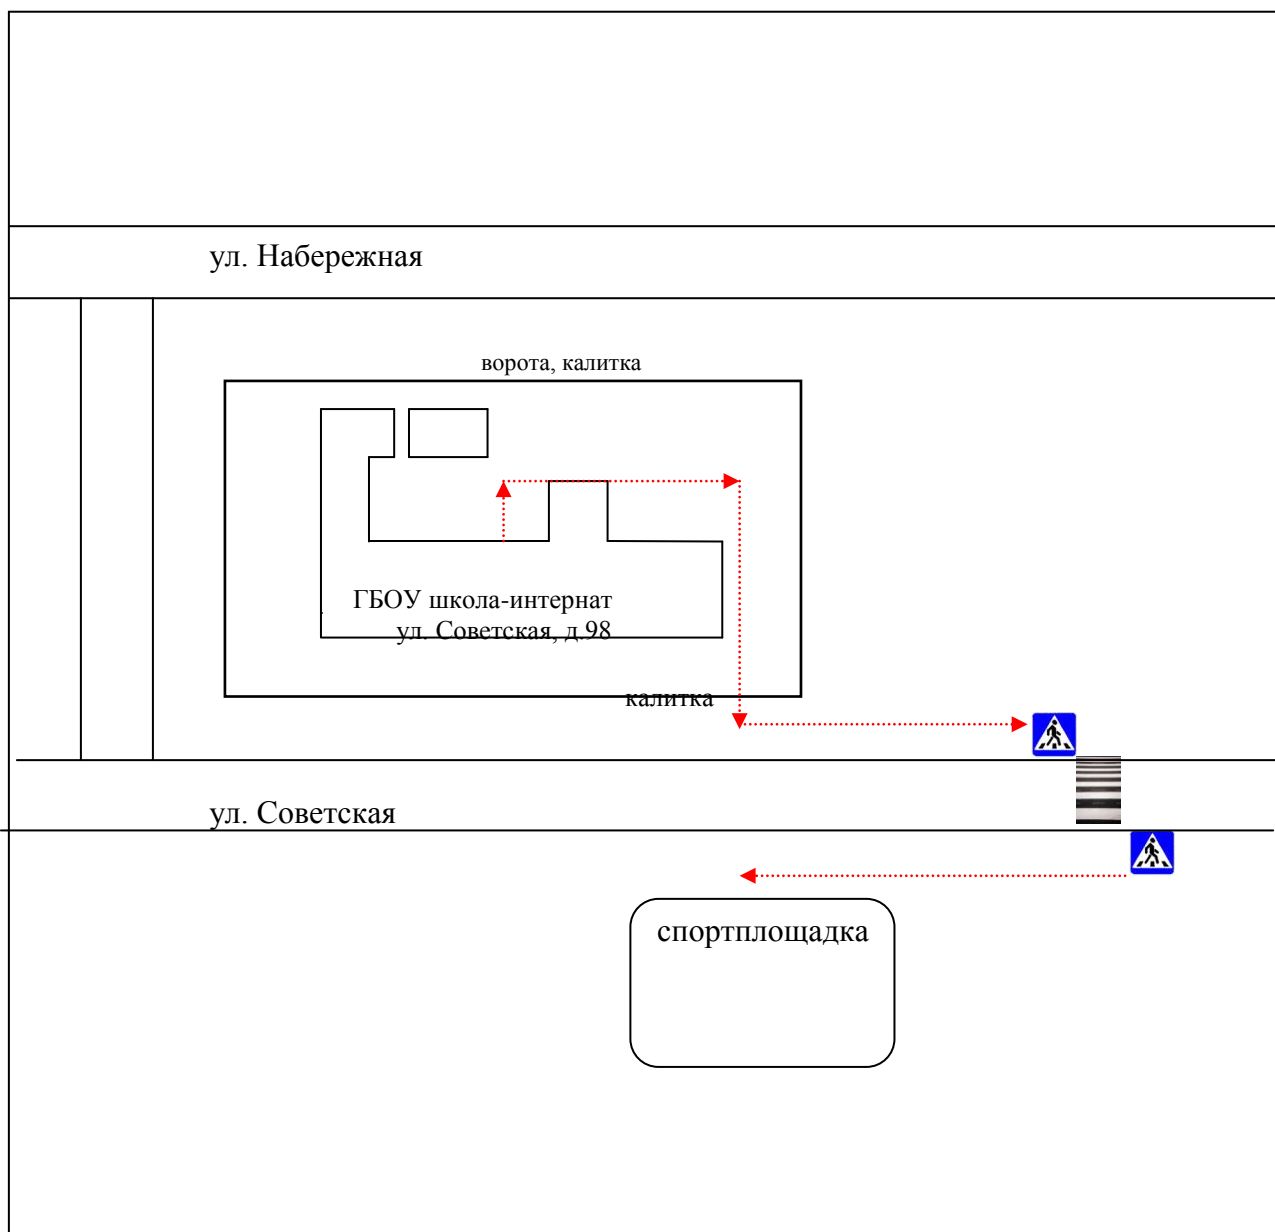 ул. Набережная
ворота, калитка
ГБОУ школа-интернат
ул. Советская, д.98
калитка
ул. Советская
спортплощадка